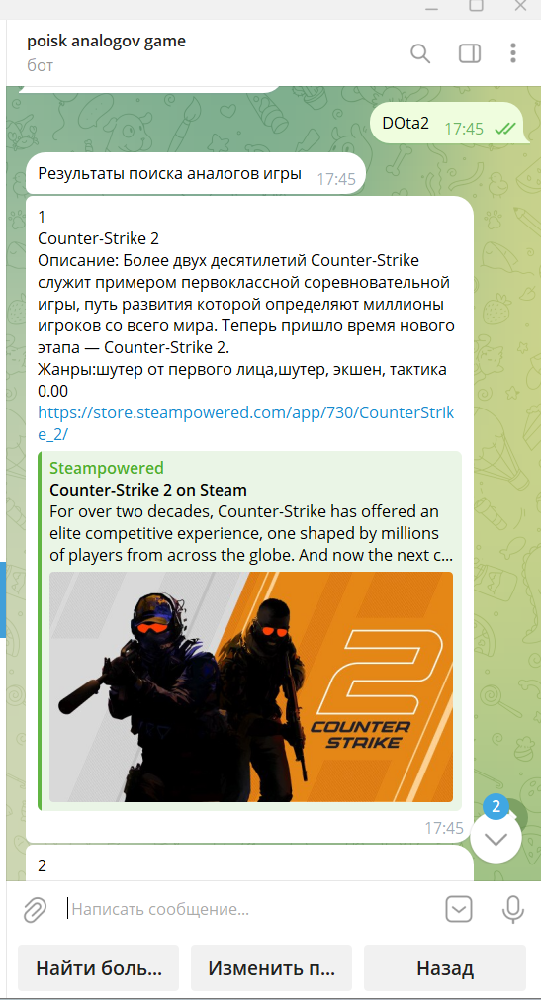 poisk analogov game
бот
DOta2 17:45
Результаты поиска аналогов игры 17:45
1
Counter-Strike 2
Описание: Более двух десятилетий Counter-Strike
служит примером первоклассной соревновательной
игры, путь развития которой определяют миллионы
игроков со всего мира. Теперь пришло время нового
этапа — Counter-Strike 2.
Жанры:шутер от первого лица,шутер, экшен, тактика
0.00
https://store.steampowered.com/app/730/CounterStrik
e_2/
Steampowered
Counter-Strike 2 on Steam
For over two decades, Counter-Strike has offered an
elite competitive experience, one shaped by millions
of players from across the globe. And now the next c...
2
COUNTER
STRIKE
17:45
2
2
Написать сообщение...
Найти боль... Изменить п... Назад